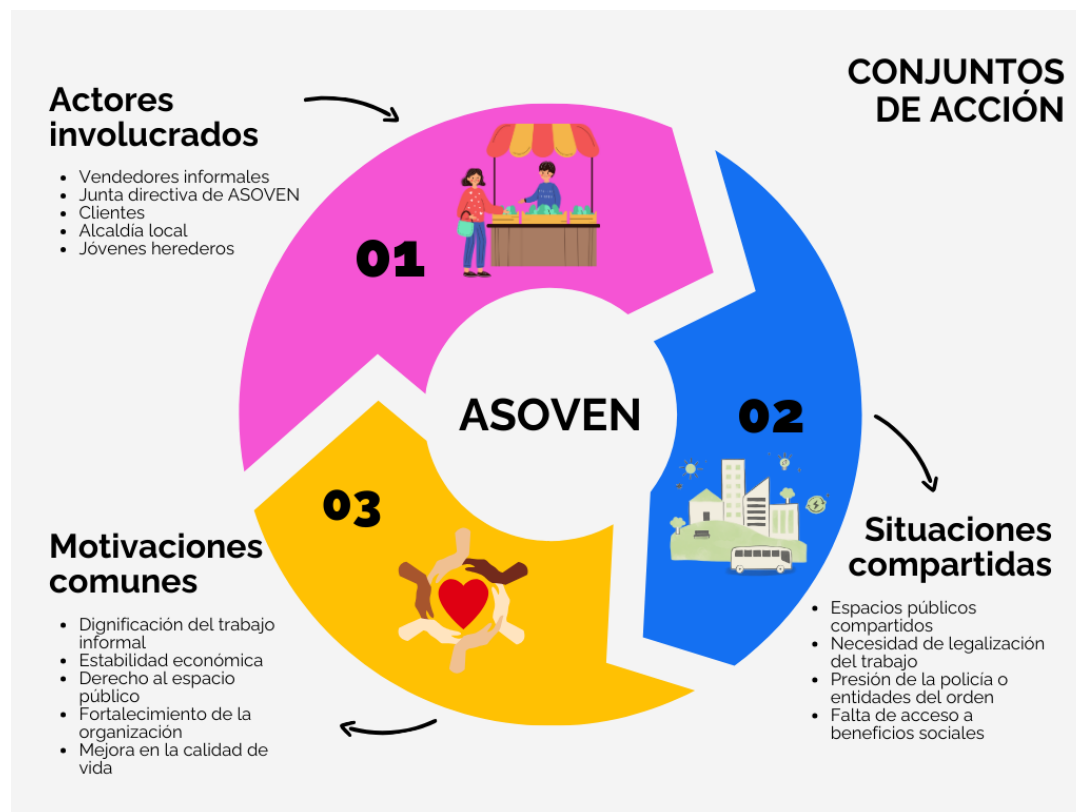 CONJUNTOS
DE ACCIÓN
Actores
involucrados
• Vendedores informales
• Junta directiva de ASOVEN
• Clientes
• Alcaldía local
• Jóvenes herederos
01
ASOVEN
02
Situaciones
compartidas
• Espacios públicos
compartidos
• Necesidad de legalización
del trabajo
• Presión de la policía o
entidades del orden
• Falta de acceso a
beneficios sociales
03
Motivaciones
comunes
• Dignificación del trabajo
informal
• Estabilidad económica
• Derecho al espacio
público
• Fortalecimiento de la
organización
• Mejora en la calidad de
vida